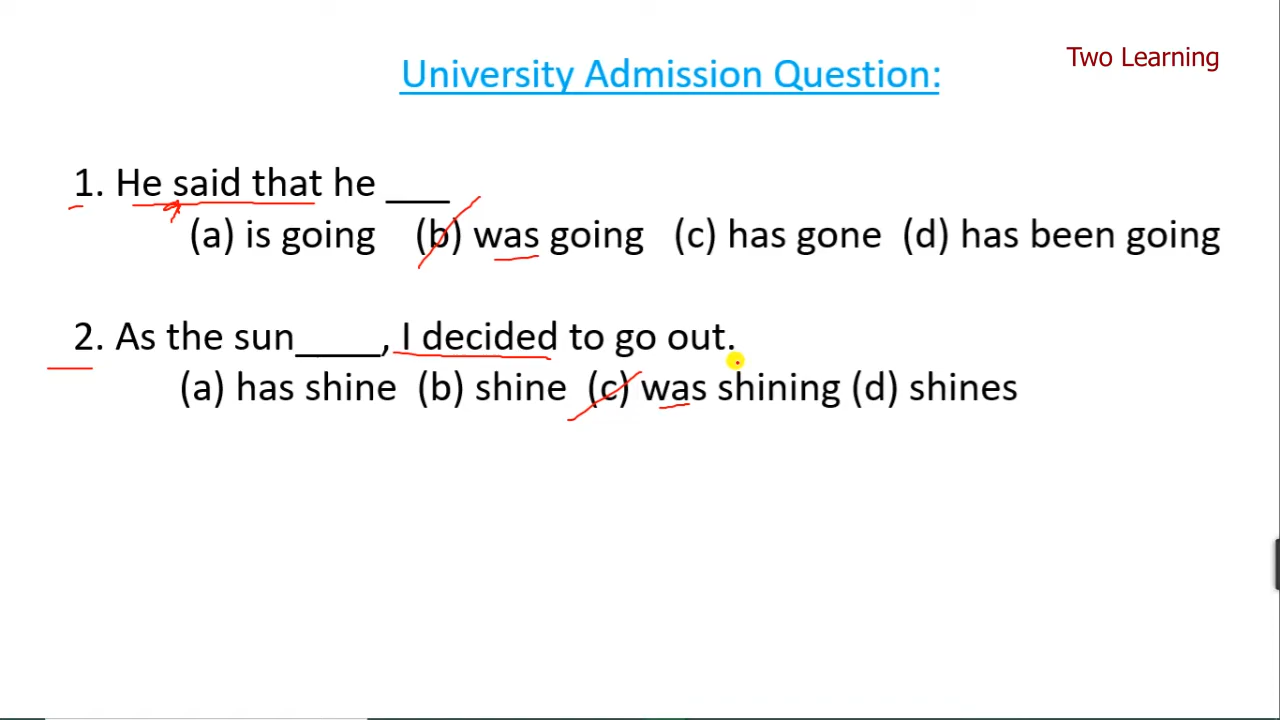 Two Learning
University Admission Question:
1. He said that he ___
(a) is going (b) was going (c) has gone (d) has been going
2. As the sun____, I decided to go out.
(a) has shine (b) shine (c) was shining (d) shines